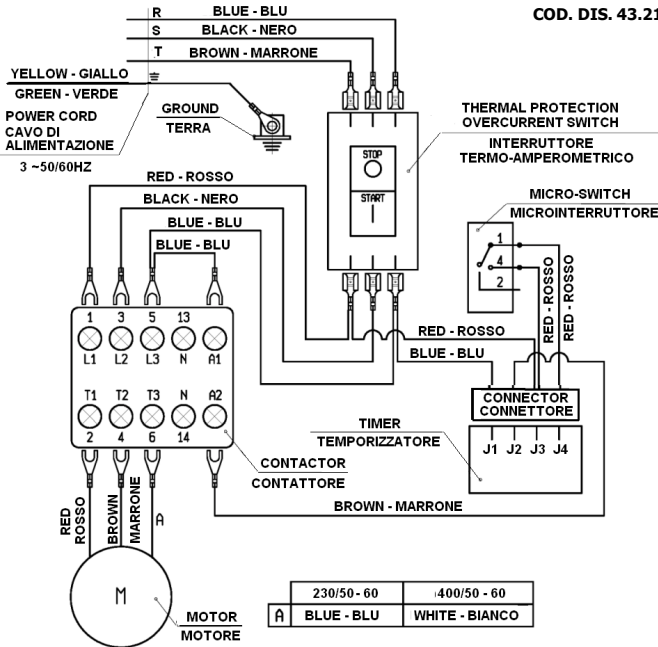 COD. DIS. 43.21
R
BLUE - BLU
S
BLACK - NERO
T
BROWN - MARRONE
YELLOW - GIALLO
GREEN - VERDE
POWER CORD
CAVO DI
ALIMENTAZIONE
3 ~50/60HZ
GROUND
TERRA
THERMAL PROTECTION
OVERCURRENT SWITCH
INTERRUTTORE
TERMO-AMPEROMETRICO
STOP
START
RED - ROSSO
BLACK - NERO
BLUE - BLU
BLUE - BLU
MICRO-SWITCH
MICROINTERRUTTORE
1
4
2
RED - ROSSO
RED - ROSSO
1 3 5 13
L1 L2 L3 N A1
T1 T2 T3 N A2
2 4 6 14
RED - ROSSO
BLUE - BLU
CONNECTOR
CONNETTORE
J1 J2 J3 J4
TIMER
TEMPORIZZATORE
CONTACTOR
CONTATTORE
BROWN - MARRONE
RED
ROSSO
BROWN
MARRONE
A
M
MOTOR
MOTORE
230/50 - 60 400/50 - 60
A BLUE - BLU WHITE - BIANCO